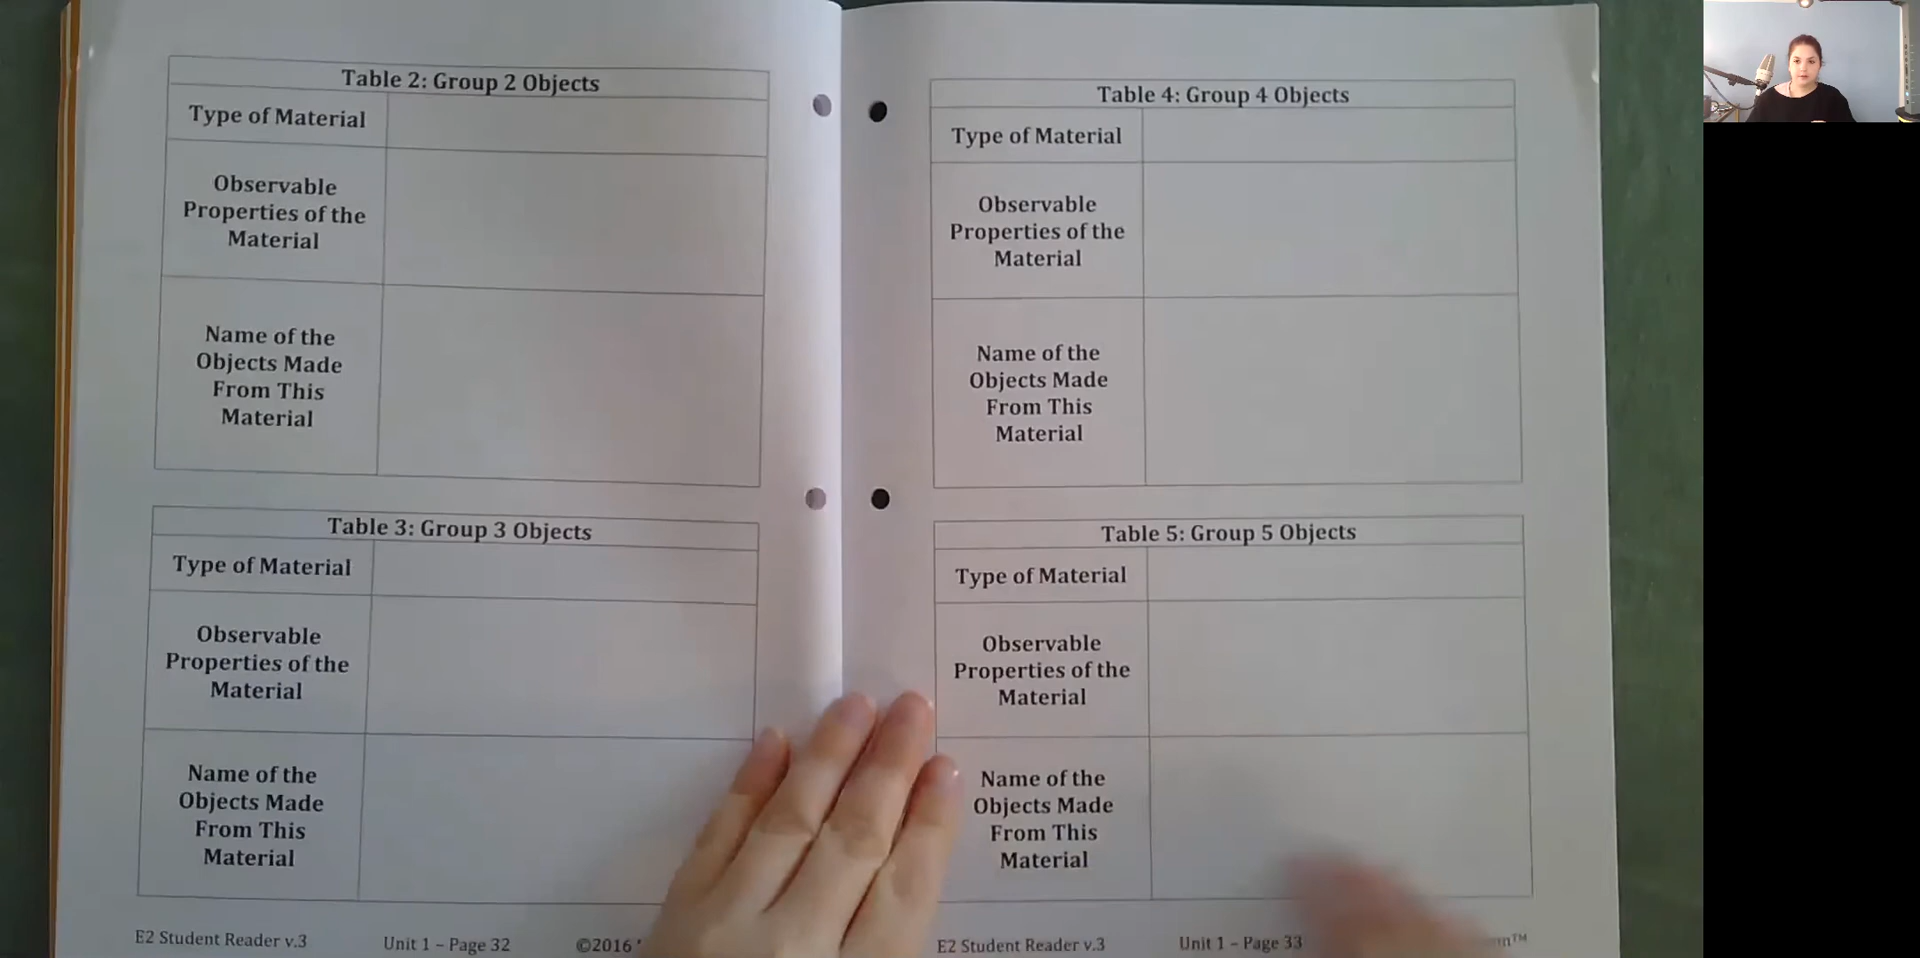 Table 2: Group 2 Objects
Type of Material
Observable
Properties of the
Material
Name of the
Objects Made
From This
Material
Table 3: Group 3 Objects
Type of Material
Observable
Properties of the
Material
Name of the
Objects Made
From This
Material
E2 Student Reader v.3 Unit 1 – Page 32 ©2016
Table 4: Group 4 Objects
Type of Material
Observable
Properties of the
Material
Name of the
Objects Made
From This
Material
Table 5: Group 5 Objects
Type of Material
Observable
Properties of the
Material
Name of the
Objects Made
From This
Material
E2 Student Reader v.3 Unit 1 – Page 33